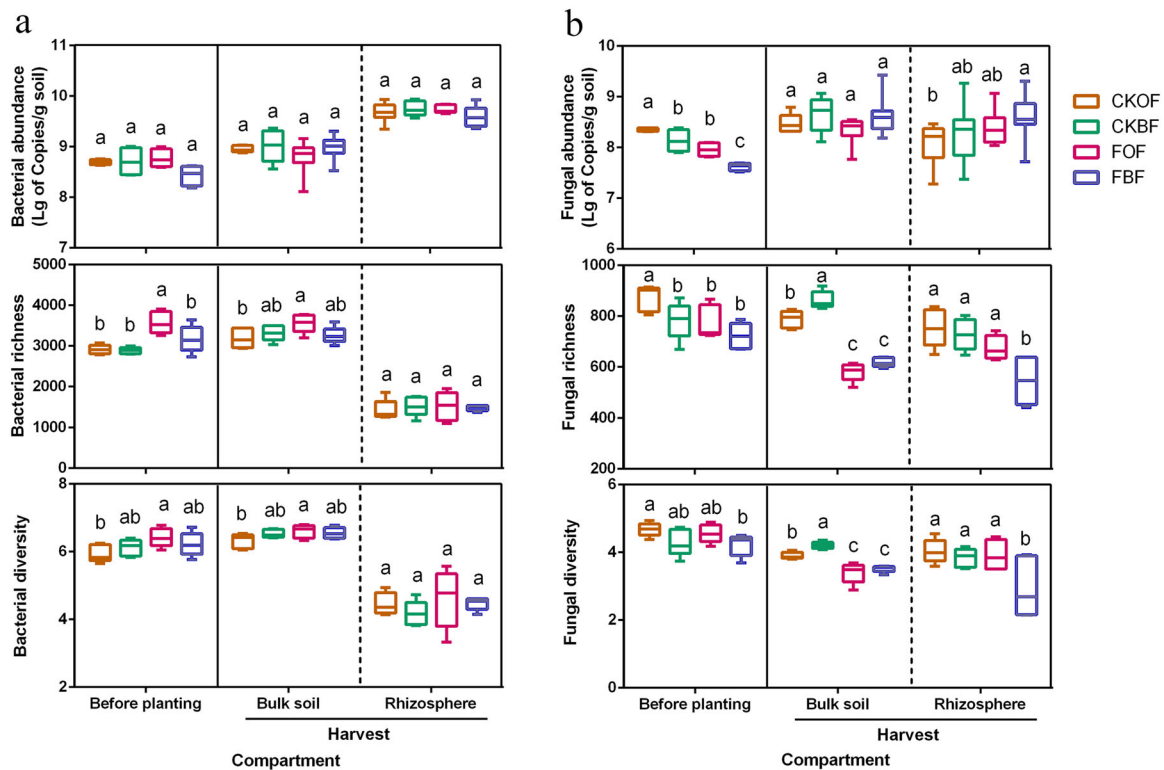 a
Bacterial abundance
(Lg of Copies/g soil)
11
10
9
8
7
a a a a
a a a a
a a a a
Bacterial richness
5000
4000
3000
2000
1000
0
b b a b
b ab a ab
a a a a
Bacterial diversity
8
6
4
2
b ab a ab
b ab a ab
a a a a
Before planting Bulk soil Rhizosphere
Harvest
Compartment
b
Fungal abundance
(Lg of Copies/g soil)
10
9
8
7
6
a b b c
a a a a
b ab ab a
Fungal richness
1000
800
600
400
200
a b b b
b a c c
a a a b
Fungal diversity
6
4
2
0
a ab ab b
b a c c
a a a b
Before planting Bulk soil Rhizosphere
Harvest
Compartment
CKOF
CKBF
FOF
FBF